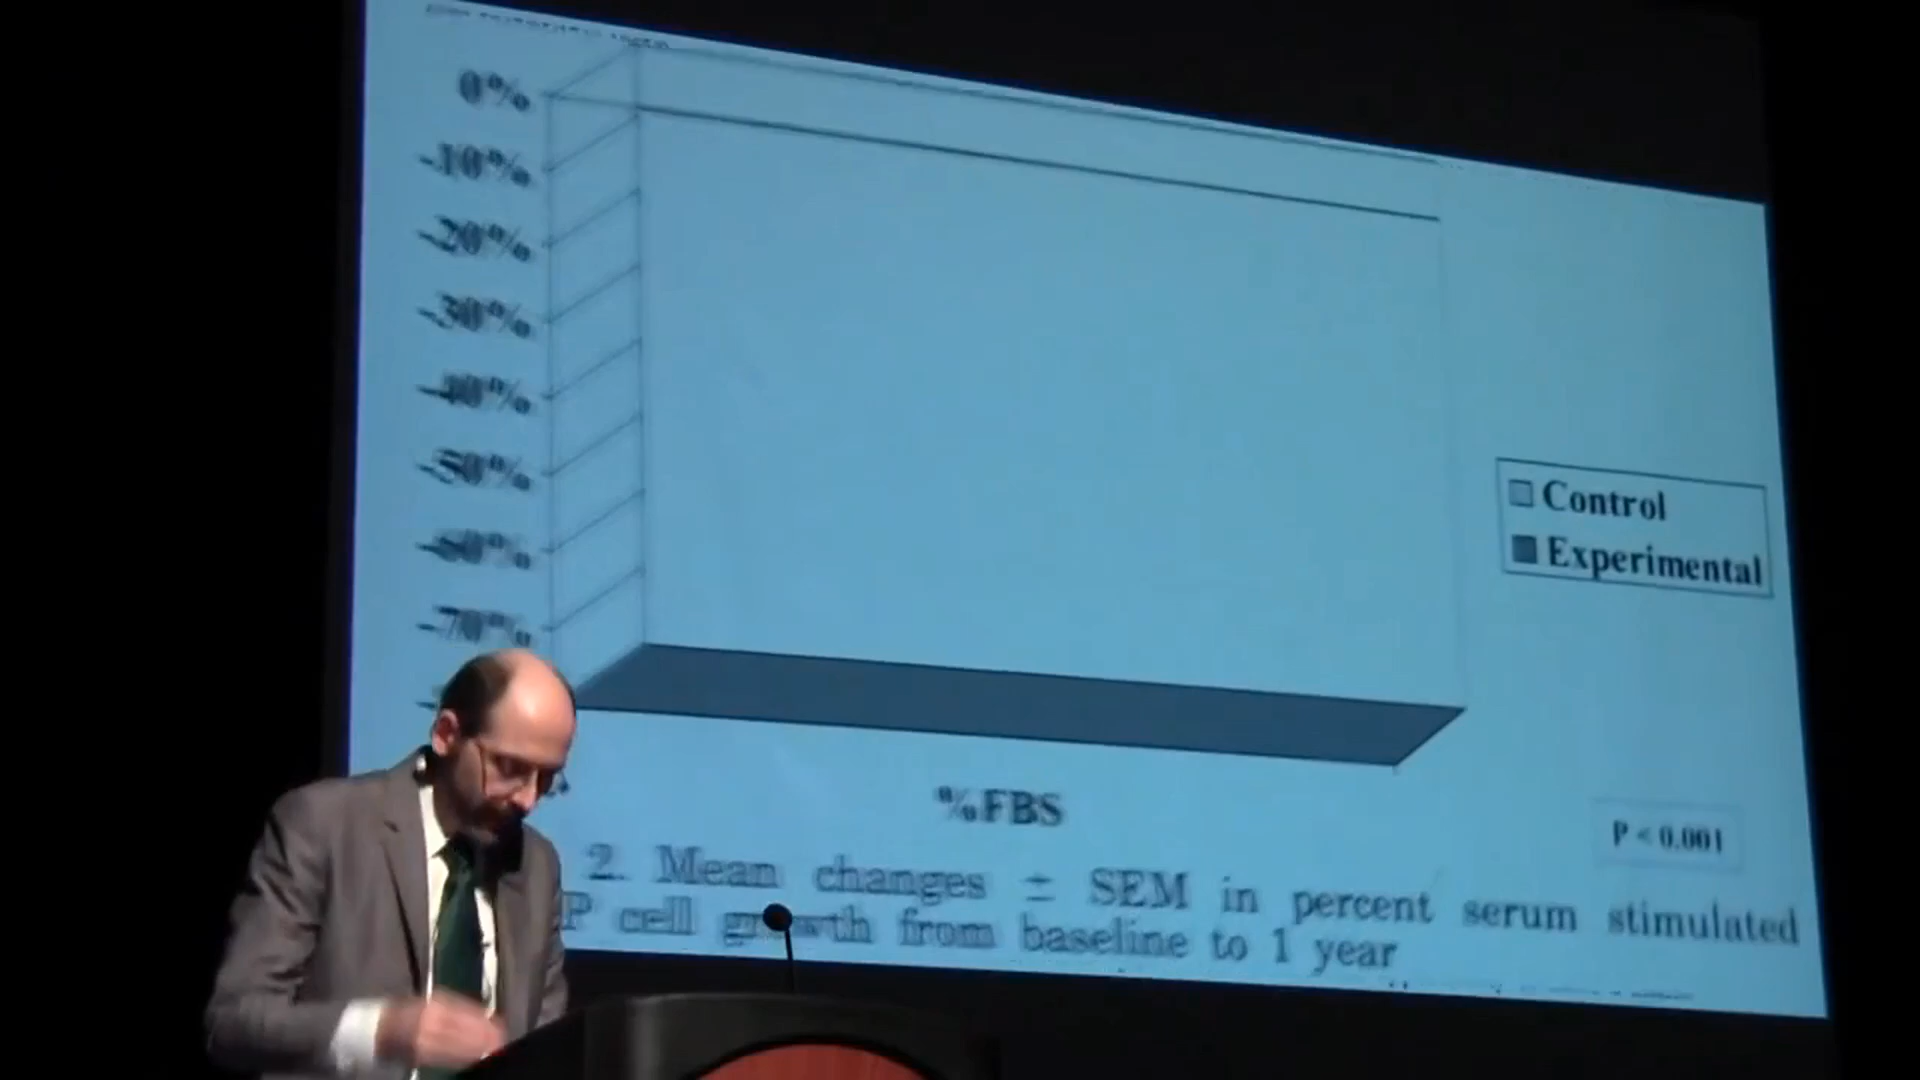 0%
-10%
-20%
-30%
-40%
-50%
-60%
-70%
Control
Experimental
%FBS
P < 0.001
2. Mean changes ± SEM in percent serum stimulated
P cell growth from baseline to 1 year